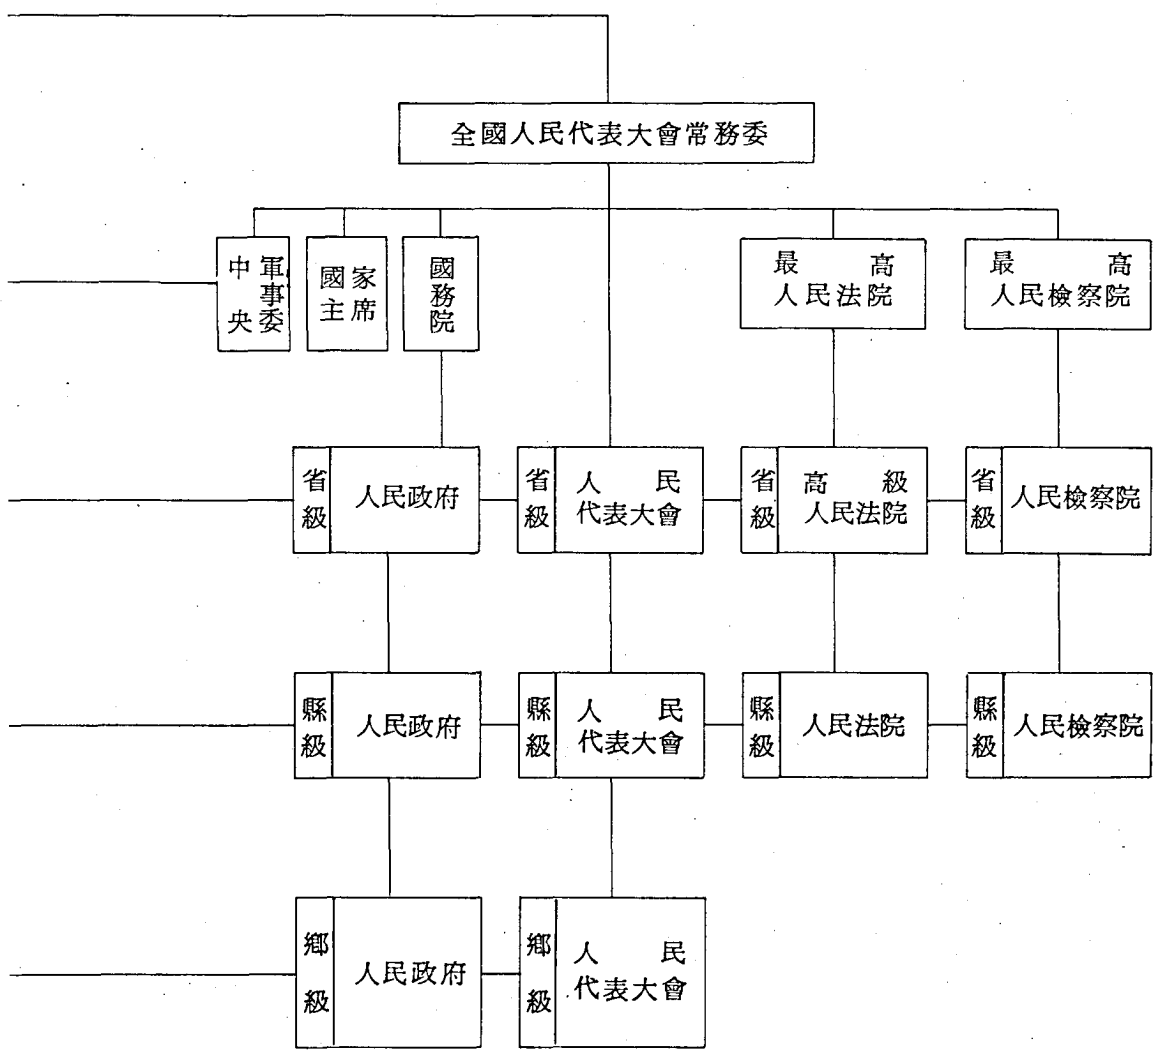 全國人民代表大會常務委
中央
軍事委
國家
主席
國務院
最高
人民法院
最高
人民檢察院
省級
人民政府
省級
人民
代表大會
省級
高級
人民法院
省級
人民檢察院
縣級
人民政府
縣級
人民
代表大會
縣級
人民法院
縣級
人民檢察院
鄉級
人民政府
鄉級
人民
代表大會